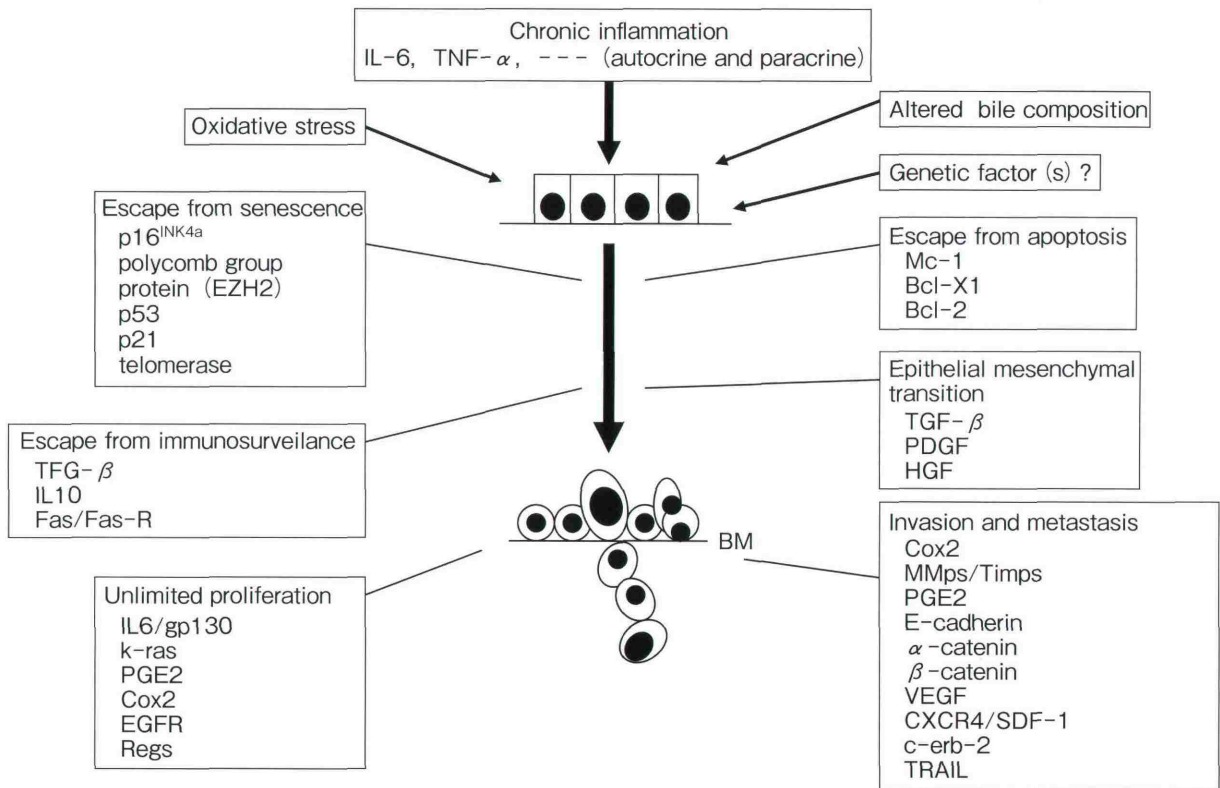 Chronic inflammation
IL-6, TNF-α, --- (autocrine and paracrine)
Oxidative stress
Altered bile composition
Genetic factor (s) ?
Escape from senescence
p16INK4a
polycomb group
protein (EZH2)
p53
p21
telomerase
Escape from apoptosis
Mc-1
Bcl-X1
Bcl-2
Epithelial mesenchymal
transition
TGF-β
PDGF
HGF
Escape from immunosurveilance
TFG-β
IL10
Fas/Fas-R
BM
Unlimited proliferation
IL6/gp130
k-ras
PGE2
Cox2
EGFR
Regs
Invasion and metastasis
Cox2
MMps/Timps
PGE2
E-cadherin
α-catenin
β-catenin
VEGF
CXCR4/SDF-1
c-erb-2
TRAIL